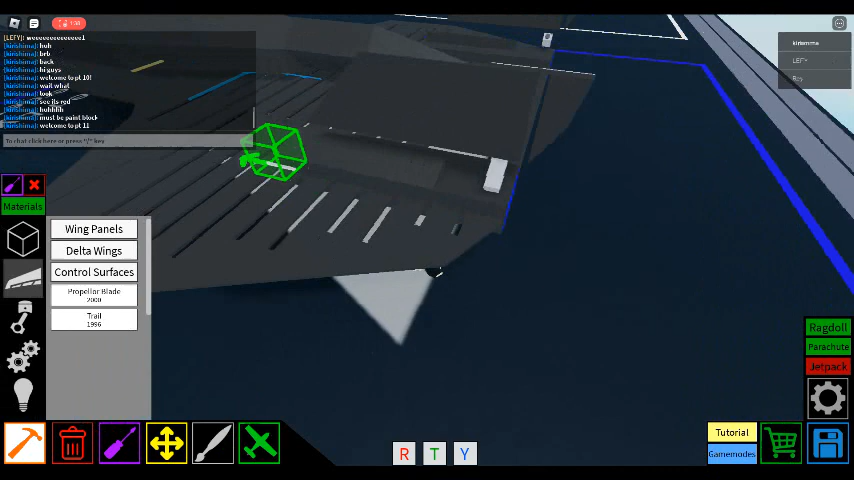 138
[LEFY]: weeeeeeeeeeeeee1
[kirishima]: huh
[kirishima]: brb
[kirishima]: back
[kirishima]: hi guys
[kirishima]: welcome to pt 10!
[kirishima]: wait what
[kirishima]: look
[kirishima]: see its red
[kirishima]: huhhhh
[kirishima]: must be paint block
[kirishima]: welcome to pt 11
To chat click here or press "/" key
LEFY
Materials
Wing Panels
Delta Wings
Control Surfaces
Propellor Blade
2000
Trail
1996
Ragdoll
Parachute
Jetpack
R T Y
Tutorial
Gamemodes